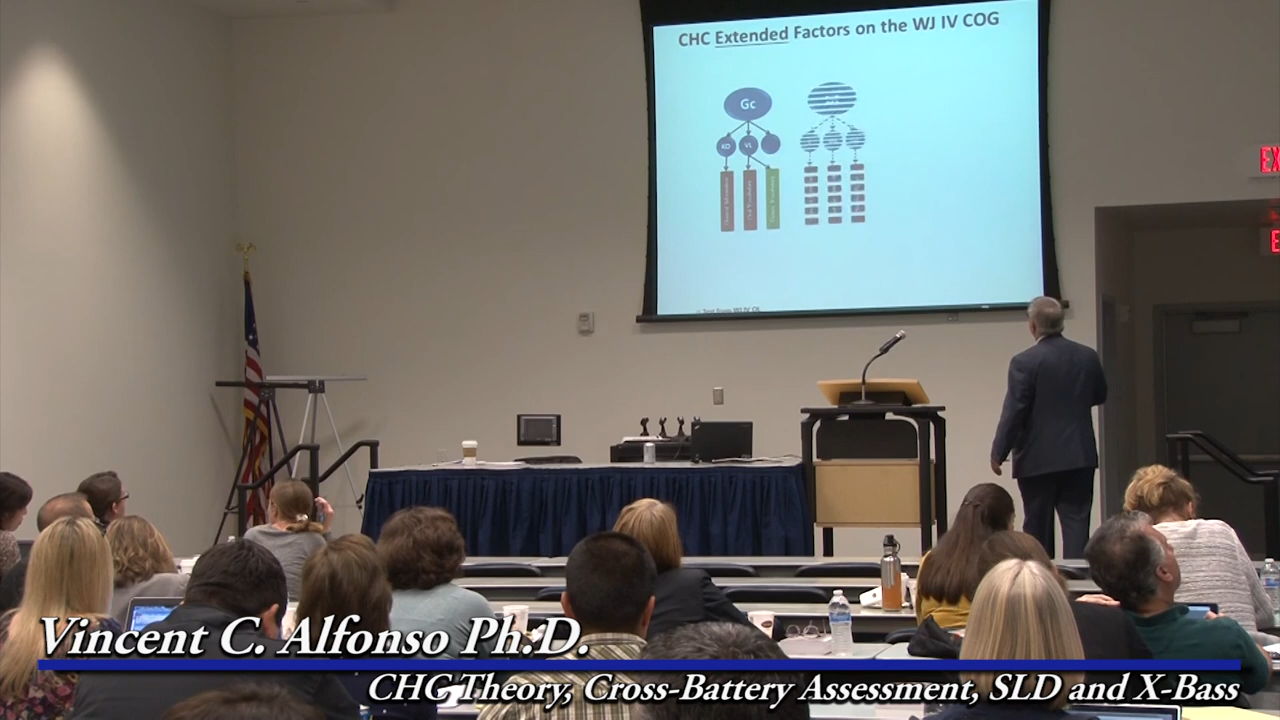 CHC Extended Factors on the WJ IV COG
Gc
KO
VL
EX
E
Vincent C. Alfonso Ph.D.
CHC Theory, Cross-Battery Assessment, SLD and X-Bass